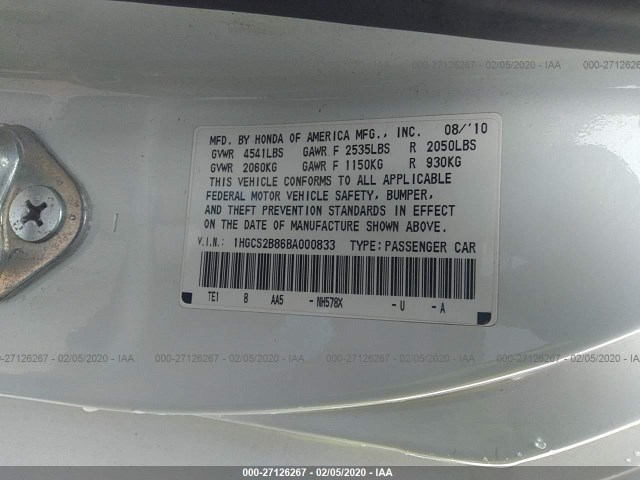 000-27126267 - 02/05/2020 - IAA
000-27126267 - 02/05/2020 - IAA
000-27126267 - 02/05/2020 - IAA
MFD. BY HONDA OF AMERICA MFG., INC. 08/'10
GVWR 4541LBS GAWR F 2535LBS R 2050LBS
GVWR 2060KG GAWR F 1150KG R 930KG
THIS VEHICLE CONFORMS TO ALL APPLICABLE
FEDERAL MOTOR VEHICLE SAFETY, BUMPER,
AND THEFT PREVENTION STANDARDS IN EFFECT
ON THE DATE OF MANUFACTURE SHOWN ABOVE.
V.I.N.: 1HGCS2B86BA000833 TYPE: PASSENGER CAR
TE1 B AA5 - NH578X - U - A
000-27126267 - 02/05/2020 - IAA
000-27126267 - 02/05/2020 - IAA
000-27126267 - 02/05/2020 - IAA
000-27126267 - 02/05/2020 - IAA